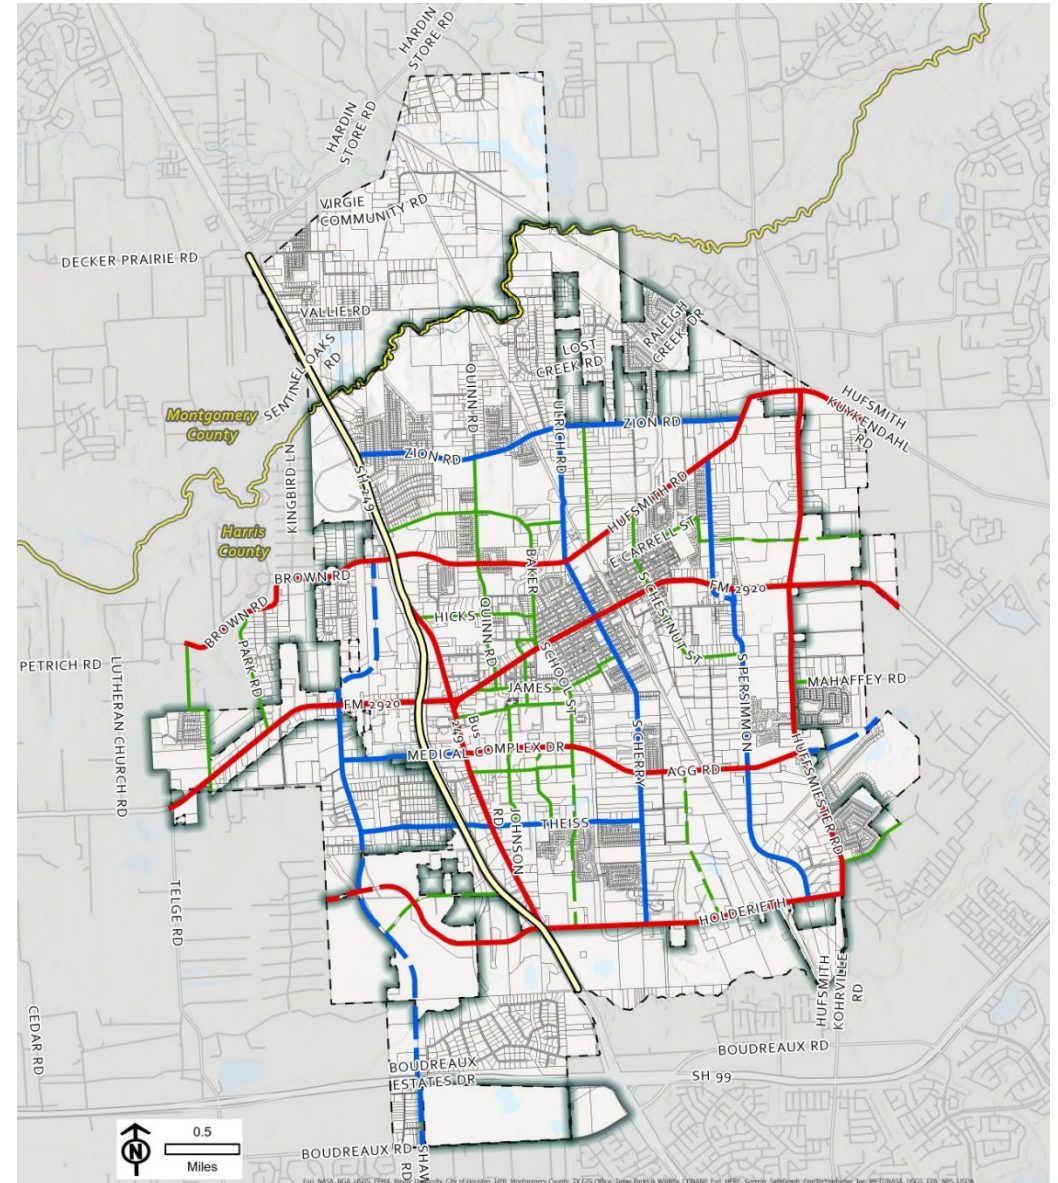 HARDIN
STORE RD
HARDIN
STORE RD
VIRGIE
COMMUNITY RD
DECKER PRAIRIE RD
VALLIE RD
SENTINEL OAKS
RD
RALEIGH
CREEK DR
LOST
CREEK RD
QUINN RD
ULRICH RD
Montgomery
County
KINGBIRD LN
ZION RD
ZION RD
HUFSMITH
KUYKENDAHL
RD
SH 249
HUFSMITH RD
Harris
County
E CARRELL ST
BROWN RD
BAKER
FM 2920
BROWN RD
HICKS
QUINN RD
S CHESTNUT ST
PETRICH RD
LUTHERAN CHURCH RD
PARK RD
SCHOOL ST
S PERSIMMON
JAMES
MAHAFFEY RD
FM 2920
BUS
249
S CHERRY
MEDICAL COMPLEX DR
AGG RD
HUFFSMIESTER RD
JOHNSON
RD
THEISS
TELGE RD
HOLDERIETH
HUFSMITH
KOHRVILLE
RD
CEDAR RD
BOUDREAUX RD
BOUDREAUX
ESTATES DR
SH 99
BOUDREAUX RD
SHAW
RD
N
0.5
Miles